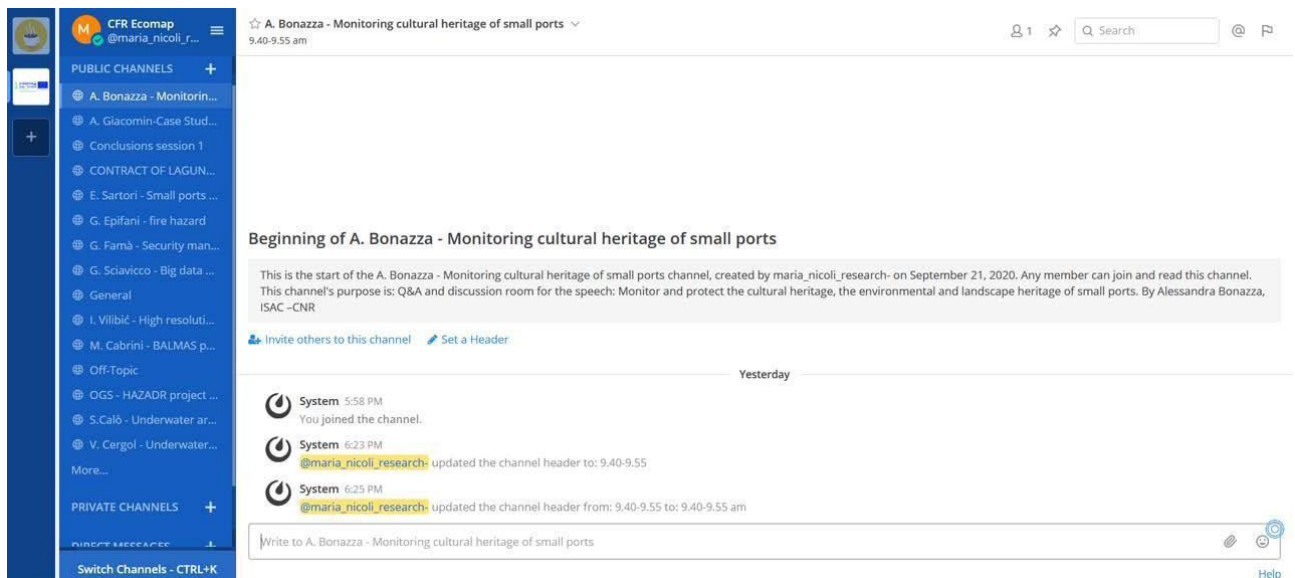 CFR Ecomap
@maria_nicoli_r...
PUBLIC CHANNELS +
A. Bonazza - Monitorin...
A. Giacomin-Case Stud...
Conclusions session 1
CONTRACT OF LAGUN...
E. Sartori - Small ports ...
G. Epifani - fire hazard
G. Famà - Security man...
G. Sciavicco - Big data ...
General
I. Vilibić - High resoluti...
M. Cabrini - BALMAS p...
Off-Topic
OGS - HAZADR project ...
S.Calò - Underwater ar...
V. Cergol - Underwater...
More...
PRIVATE CHANNELS +
DIRECT MESSAGES +
Switch Channels - CTRL+K
A. Bonazza - Monitoring cultural heritage of small ports
9.40-9.55 am
1
Search
Beginning of A. Bonazza - Monitoring cultural heritage of small ports
This is the start of the A. Bonazza - Monitoring cultural heritage of small ports channel, created by maria_nicoli_research- on September 21, 2020. Any member can join and read this channel.
This channel's purpose is: Q&A and discussion room for the speech: Monitor and protect the cultural heritage, the environmental and landscape heritage of small ports. By Alessandra Bonazza,
ISAC –CNR
Invite others to this channel Set a Header
Yesterday
System 5:58 PM
You joined the channel.
System 6:23 PM
@maria_nicoli_research- updated the channel header to: 9.40-9.55
System 6:25 PM
@maria_nicoli_research- updated the channel header from: 9.40-9.55 to: 9.40-9.55 am
Write to A. Bonazza - Monitoring cultural heritage of small ports
Help